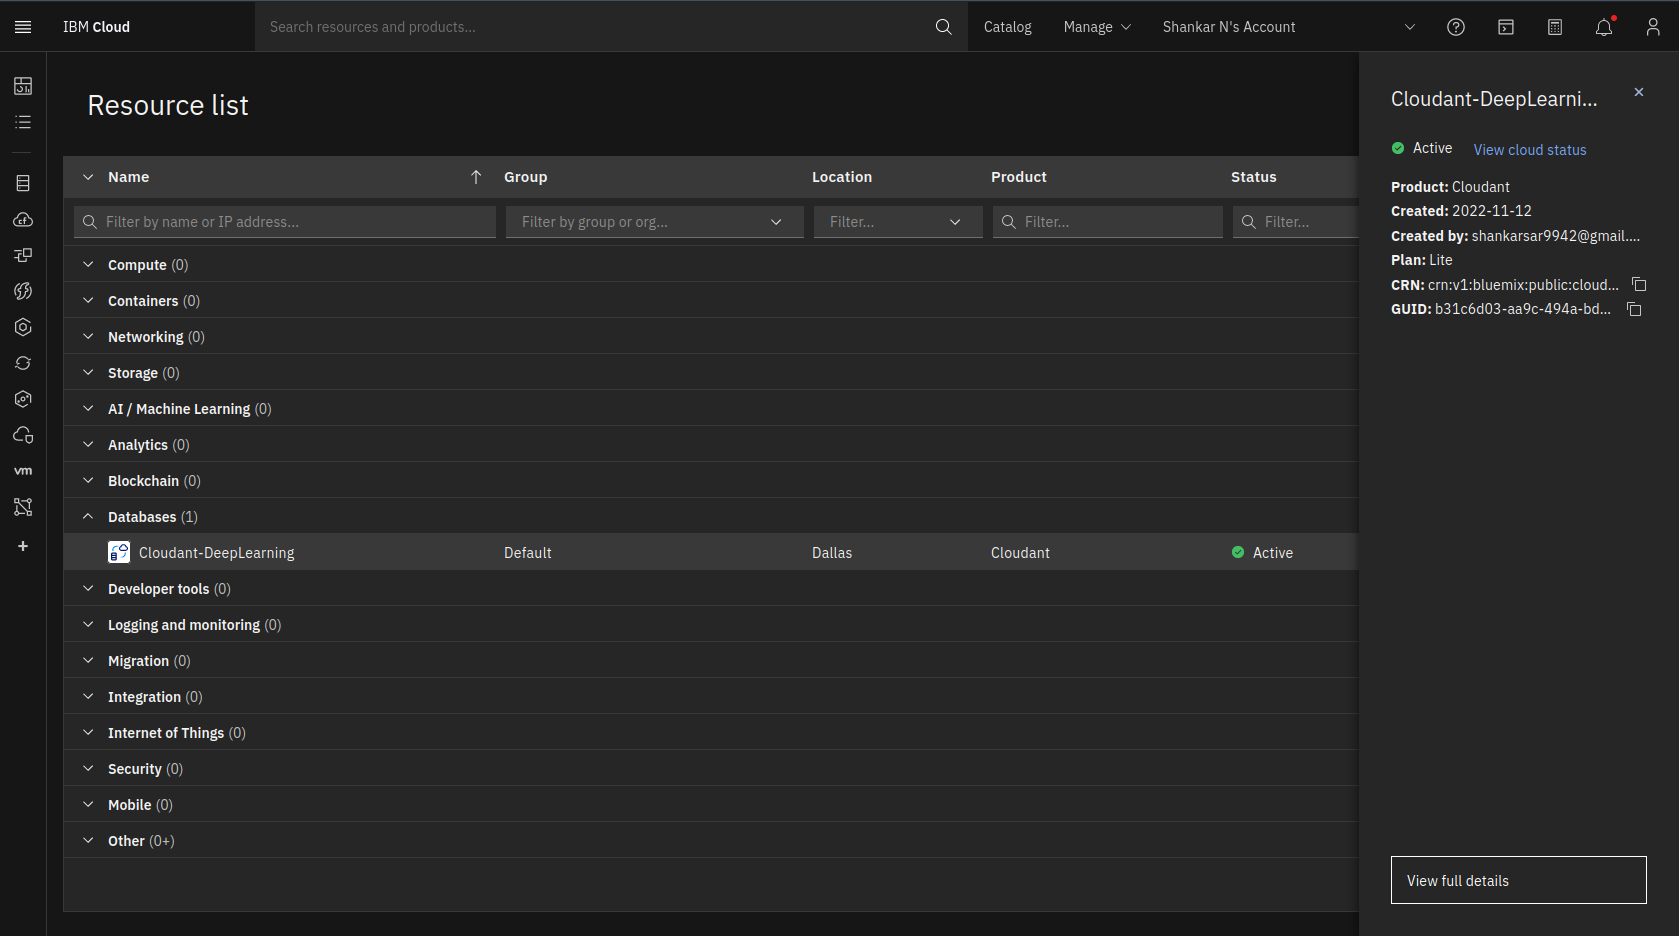 IBM Cloud
Search resources and products...
Catalog
Manage
Shankar N's Account
Resource list
Name
Group
Location
Product
Status
Filter by name or IP address...
Filter by group or org...
Filter...
Filter...
Filter...
Compute (0)
Containers (0)
Networking (0)
Storage (0)
AI / Machine Learning (0)
Analytics (0)
Blockchain (0)
Databases (1)
Cloudant-DeepLearning
Default
Dallas
Cloudant
Active
Developer tools (0)
Logging and monitoring (0)
Migration (0)
Integration (0)
Internet of Things (0)
Security (0)
Mobile (0)
Other (0+)
Cloudant-DeepLearni...
Active
View cloud status
Product: Cloudant
Created: 2022-11-12
Created by: shankarsar9942@gmail....
Plan: Lite
CRN: crn:v1:bluemix:public:cloud...
GUID: b31c6d03-aa9c-494a-bd...
View full details
cf
vm